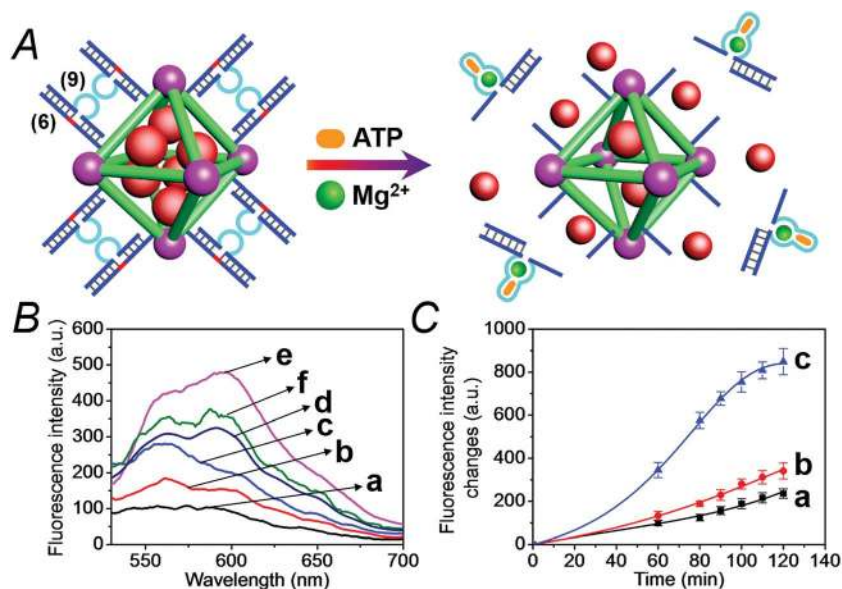 A
(9)
(6)
ATP
Mg2+
B
600
500
400
300
200
100
0
Fluorescence intensity (a.u.)
e
f
d
c
b
a
550
600
650
700
Wavelength (nm)
C
1000
800
600
400
200
0
Fluorescence intensity
changes (a.u.)
c
b
a
0
20
40
60
80
100
120
140
Time (min)